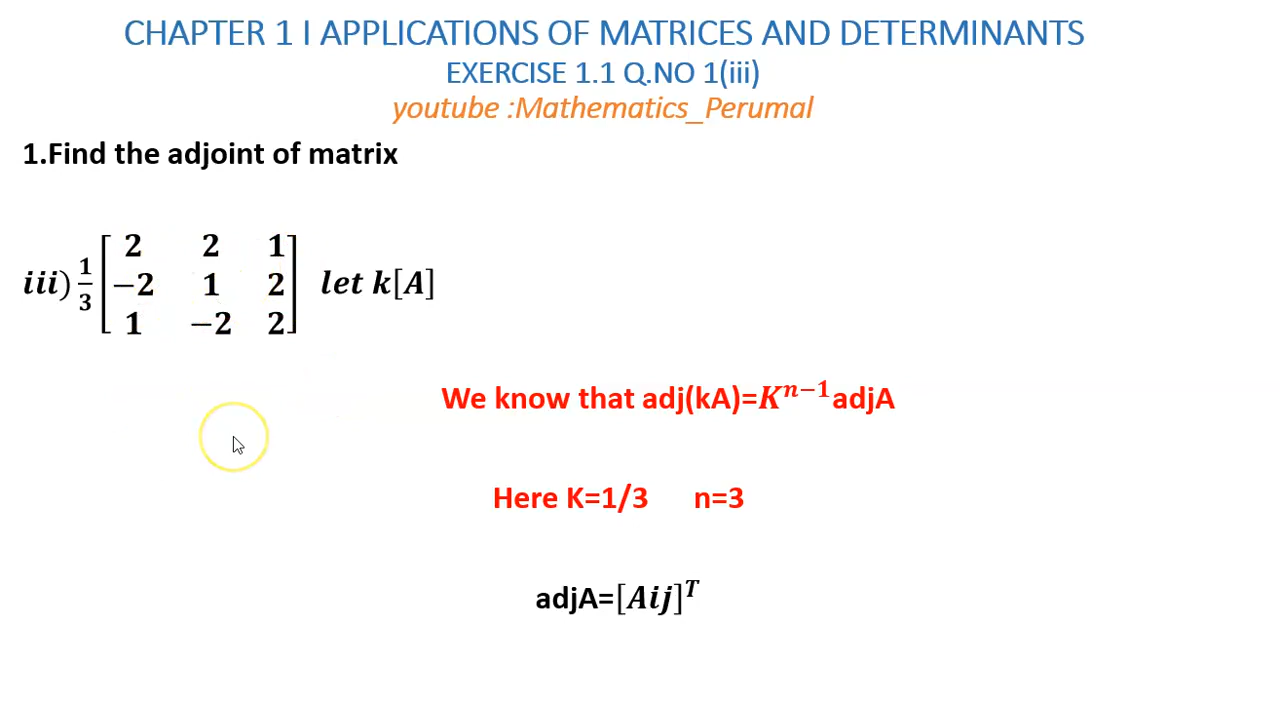 CHAPTER 1 I APPLICATIONS OF MATRICES AND DETERMINANTS
EXERCISE 1.1 Q.NO 1(iii)
youtube :Mathematics_Perumal
1.Find the adjoint of matrix
iii) 1/3 [2 2 1
−2 1 2
1 −2 2] let k[A]
We know that adj(kA)=K^{n−1}adjA
Here K=1/3 n=3
adjA=[Aij]^T